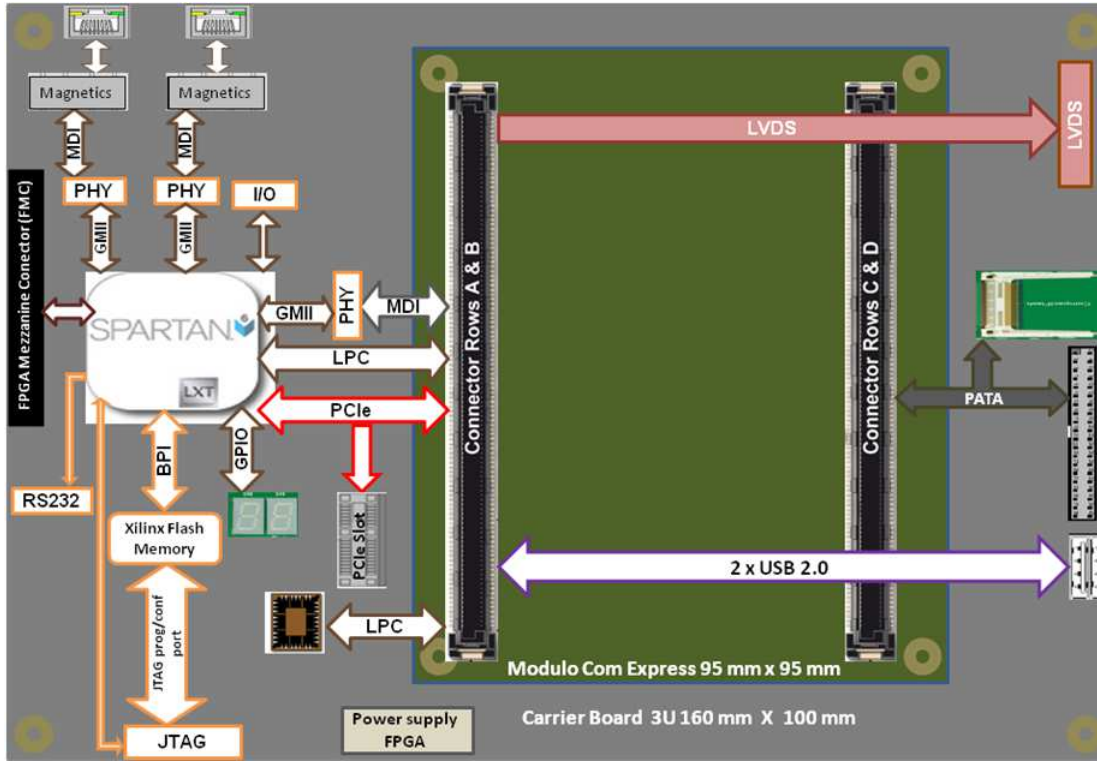 Magnetics
Magnetics
MDI
MDI
PHY
PHY
I/O
GMII
GMII
FPGA Mezzanine Conector (FMC)
SPARTAN
LXT
GMII
PHY
MDI
LPC
PCIe
BPI
GPIO
RS232
Xilinx Flash
Memory
PCIe Slot
LPC
JTAG prog/conf
port
JTAG
Power supply
FPGA
Connector Rows A & B
Connector Rows C & D
LVDS
LVDS
PATA
2 x USB 2.0
Modulo Com Express 95 mm x 95 mm
Carrier Board 3U 160 mm X 100 mm